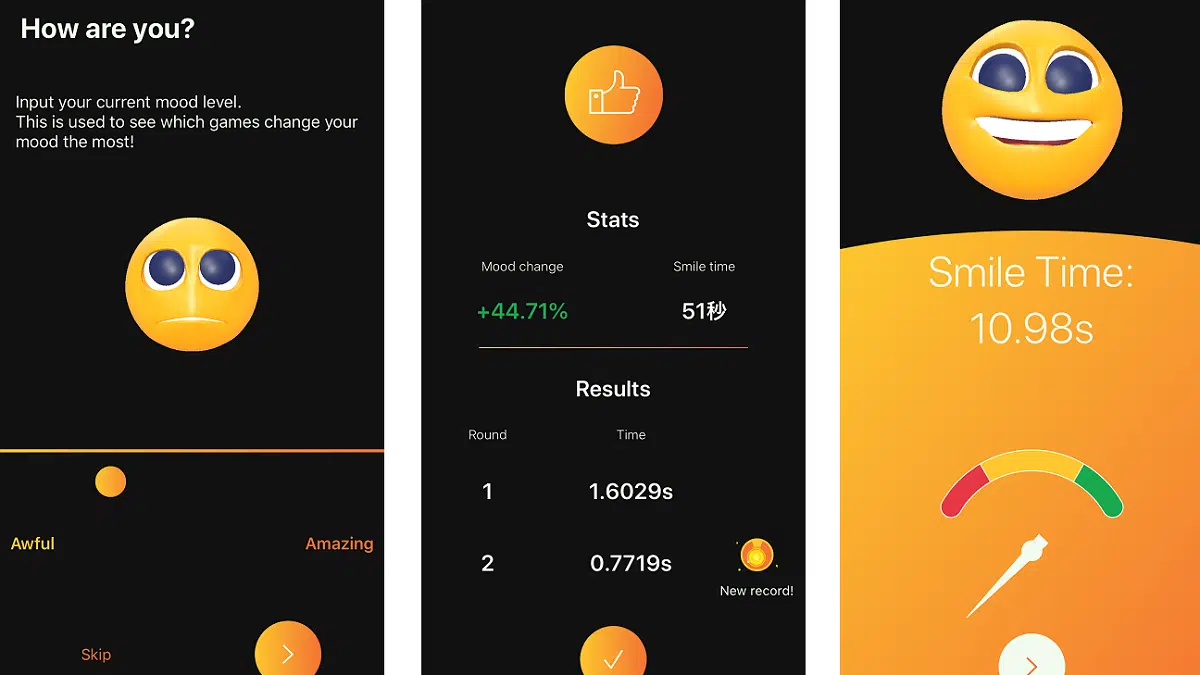 How are you?
Input your current mood level.
This is used to see which games change your
mood the most!
Awful
Amazing
Skip
Stats
Mood change
Smile time
+44.71%
51秒
Results
Round
Time
1
1.6029s
2
0.7719s
New record!
Smile Time:
10.98s